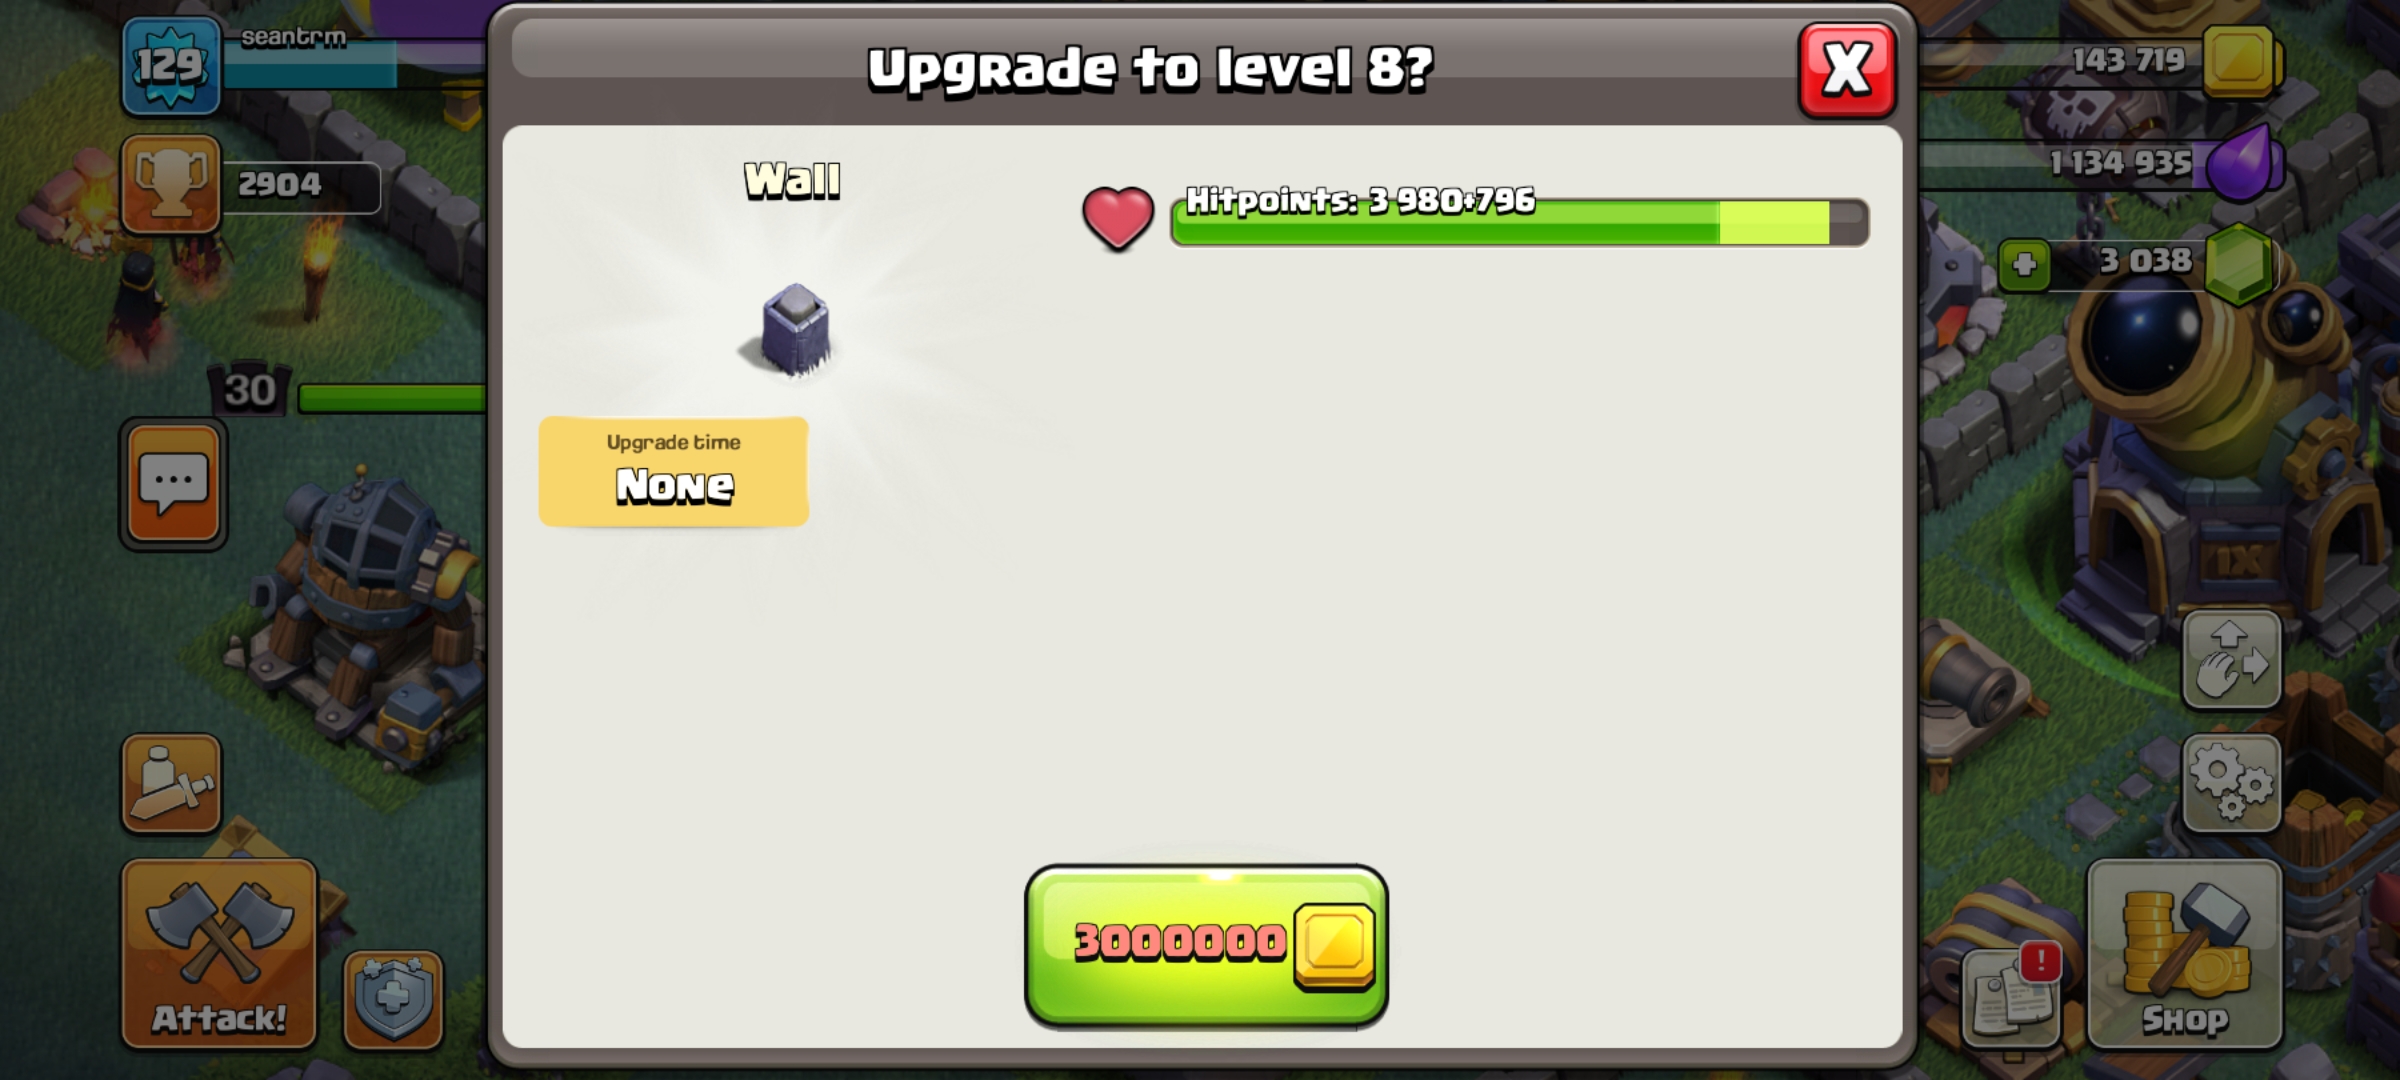 129
seantrm
Upgrade to level 8?
X
143 719
2904
Wall
Hitpoints: 3 980+796
1 134 935
3 038
30
Upgrade time
None
IX
3000000
Attack!
!
Shop